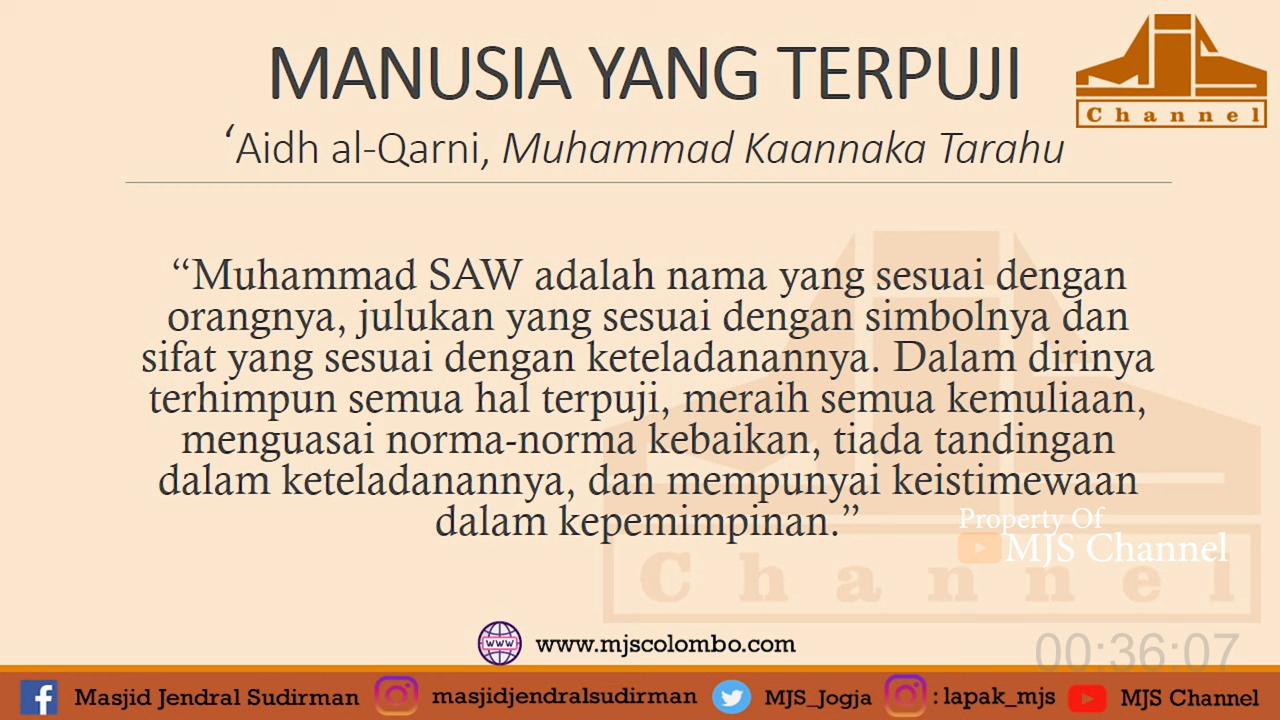 MANUSIA YANG TERPUJI
‘Aidh al-Qarni, Muhammad Kaannaka Tarahu
MJS
Channel
“Muhammad SAW adalah nama yang sesuai dengan
orangnya, julukan yang sesuai dengan simbolnya dan
sifat yang sesuai dengan keteladanannya. Dalam dirinya
terhimpun semua hal terpuji, meraih semua kemuliaan,
menguasai norma-norma kebaikan, tiada tandingan
dalam keteladanannya, dan mempunyai keistimewaan
dalam kepemimpinan.”
Property Of
MJS Channel
Channel
www www.mjscolombo.com
00:36:07
Masjid Jendral Sudirman masjidjendralsudirman MJS_Jogja : lapak_mjs MJS Channel